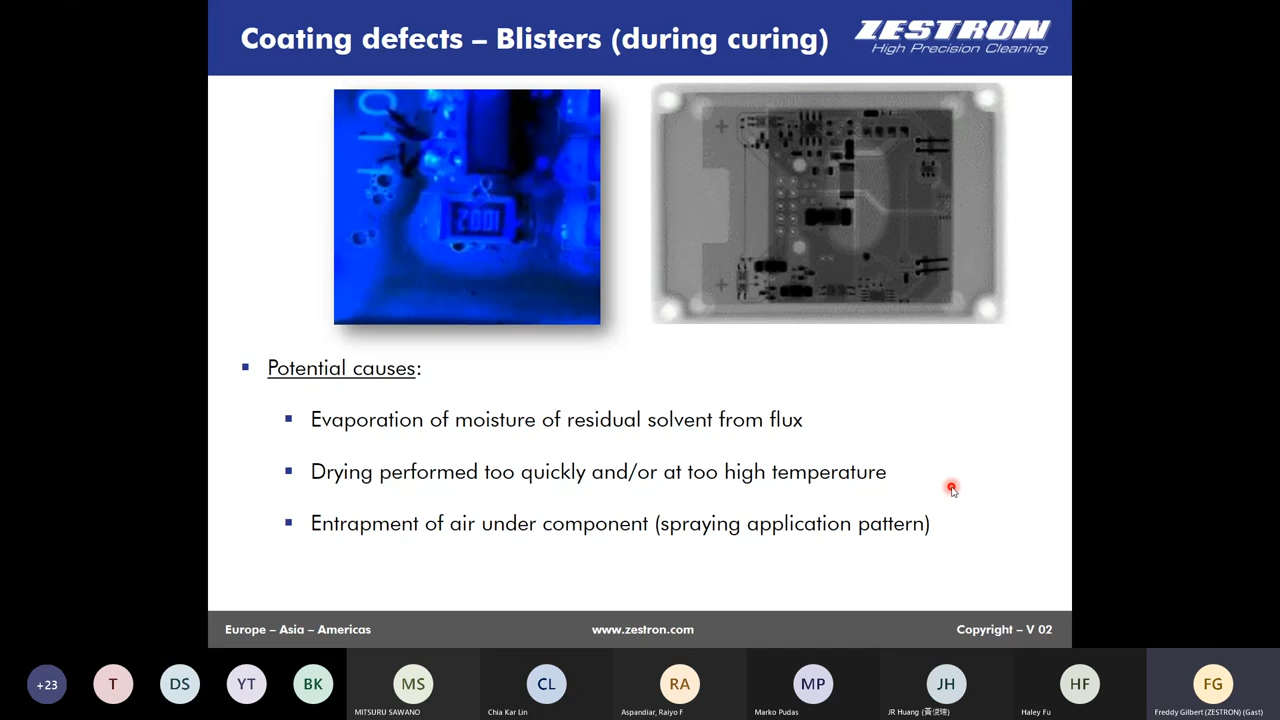 Coating defects – Blisters (during curing)
ZESTRON
High Precision Cleaning
2001
Potential causes:
Evaporation of moisture of residual solvent from flux
Drying performed too quickly and/or at too high temperature
Entrapment of air under component (spraying application pattern)
Europe – Asia – Americas
www.zestron.com
Copyright – V 02
+23
T
DS
YT
BK
MS
CL
RA
MP
JH
HF
FG
MITSURU SAWANO
Chia Kar Lin
Aspandiar, Raiyo F
Marko Pudas
JR Huang
Haley Fu
Freddy Gilbert (ZESTRON) (Gast)